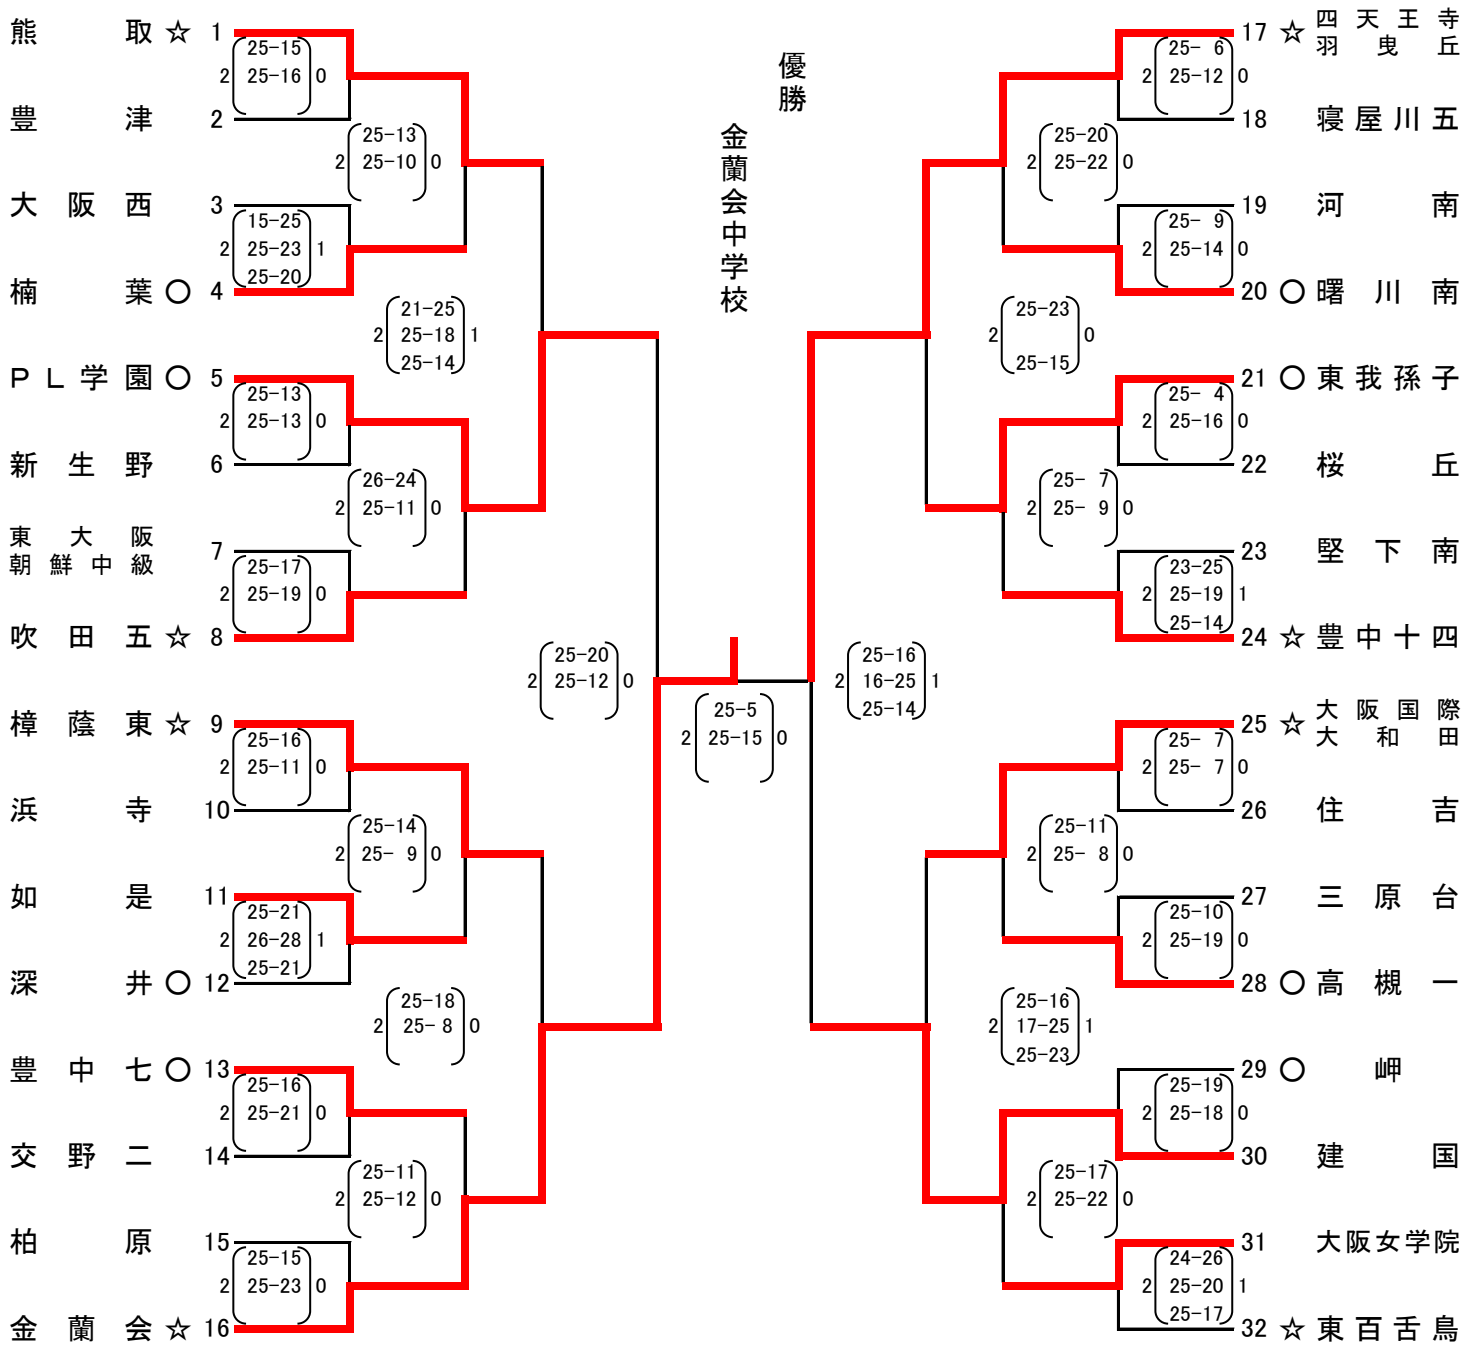 熊取☆ 1
25-15
2 25-16 0
豊津 2
25-13
2 25-10 0
大阪西 3
15-25
2 25-23 1
25-20
楠葉○ 4
21-25
2 25-18 1
25-14
PL学園○ 5
25-13
2 25-13 0
新生野 6
26-24
2 25-11 0
東大阪
朝鮮中級 7
25-17
2 25-19 0
吹田五☆ 8
25-20
2 25-12 0
樟蔭東☆ 9
25-16
2 25-11 0
浜寺 10
25-14
2 25- 9 0
如是 11
25-21
2 26-28 1
25-21
深井○ 12
25-18
2 25- 8 0
豊中七○ 13
25-16
2 25-21 0
交野二 14
25-11
2 25-12 0
柏原 15
25-15
2 25-23 0
金蘭会☆ 16
優勝
金蘭会中学校
25-5
2 25-15 0
17 ☆ 四天王寺
羽曳丘
25- 6
2 25-12 0
18 寝屋川五
25-20
2 25-22 0
19 河南
25- 9
2 25-14 0
20 ○ 曙川南
25-23
2 0
25-15
21 ○ 東我孫子
25- 4
2 25-16 0
22 桜丘
25- 7
2 25- 9 0
23 堅下南
23-25
2 25-19 1
25-14
24 ☆ 豊中十四
25-16
2 16-25 1
25-14
25 ☆ 大阪国際
大和田
25- 7
2 25- 7 0
26 住吉
25-11
2 25- 8 0
27 三原台
25-10
2 25-19 0
28 ○ 高槻一
25-16
2 17-25 1
25-23
29 ○ 岬
25-19
2 25-18 0
30 建国
25-17
2 25-22 0
31 大阪女学院
24-26
2 25-20 1
25-17
32 ☆ 東百舌鳥